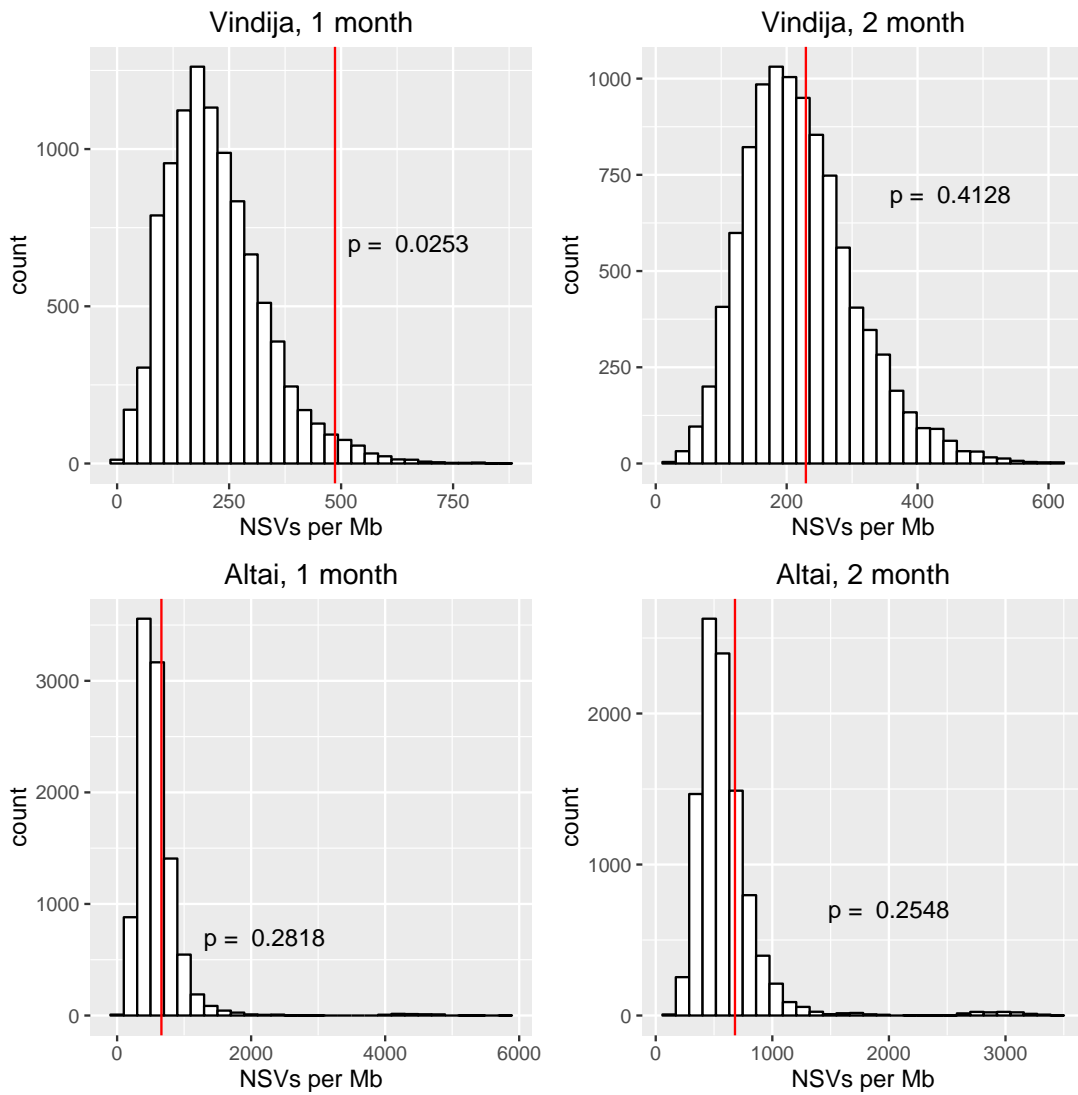 Vindija, 1 month
count
1000
500
0
p = 0.0253
0
250
500
750
NSVs per Mb
Vindija, 2 month
count
1000
750
500
250
0
p = 0.4128
0
200
400
600
NSVs per Mb
Altai, 1 month
count
3000
2000
1000
0
p = 0.2818
0
2000
4000
6000
NSVs per Mb
Altai, 2 month
count
2000
1000
0
p = 0.2548
0
1000
2000
3000
NSVs per Mb